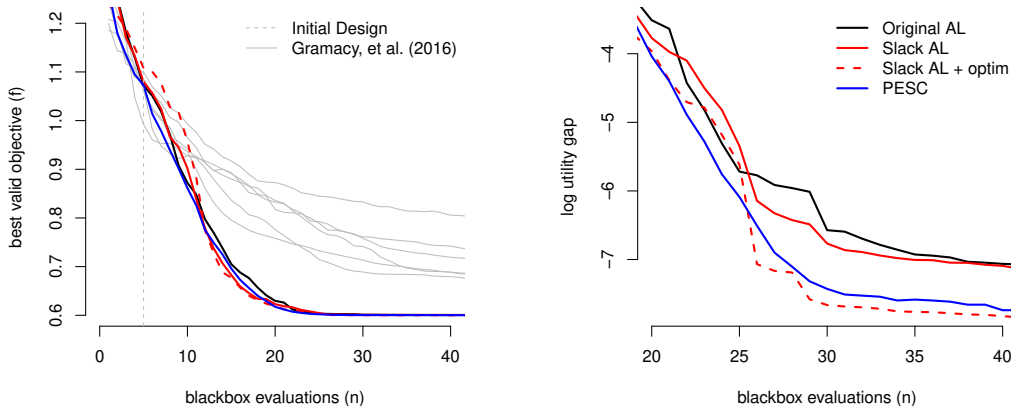 0.6 0.7 0.8 0.9 1.0 1.1 1.2
best valid objective (f)
Initial Design
Gramacy, et al. (2016)
0 10 20 30 40
blackbox evaluations (n)
-4
-5
-6
-7
log utility gap
Original AL
Slack AL
Slack AL + optim
PESC
20 25 30 35 40
blackbox evaluations (n)